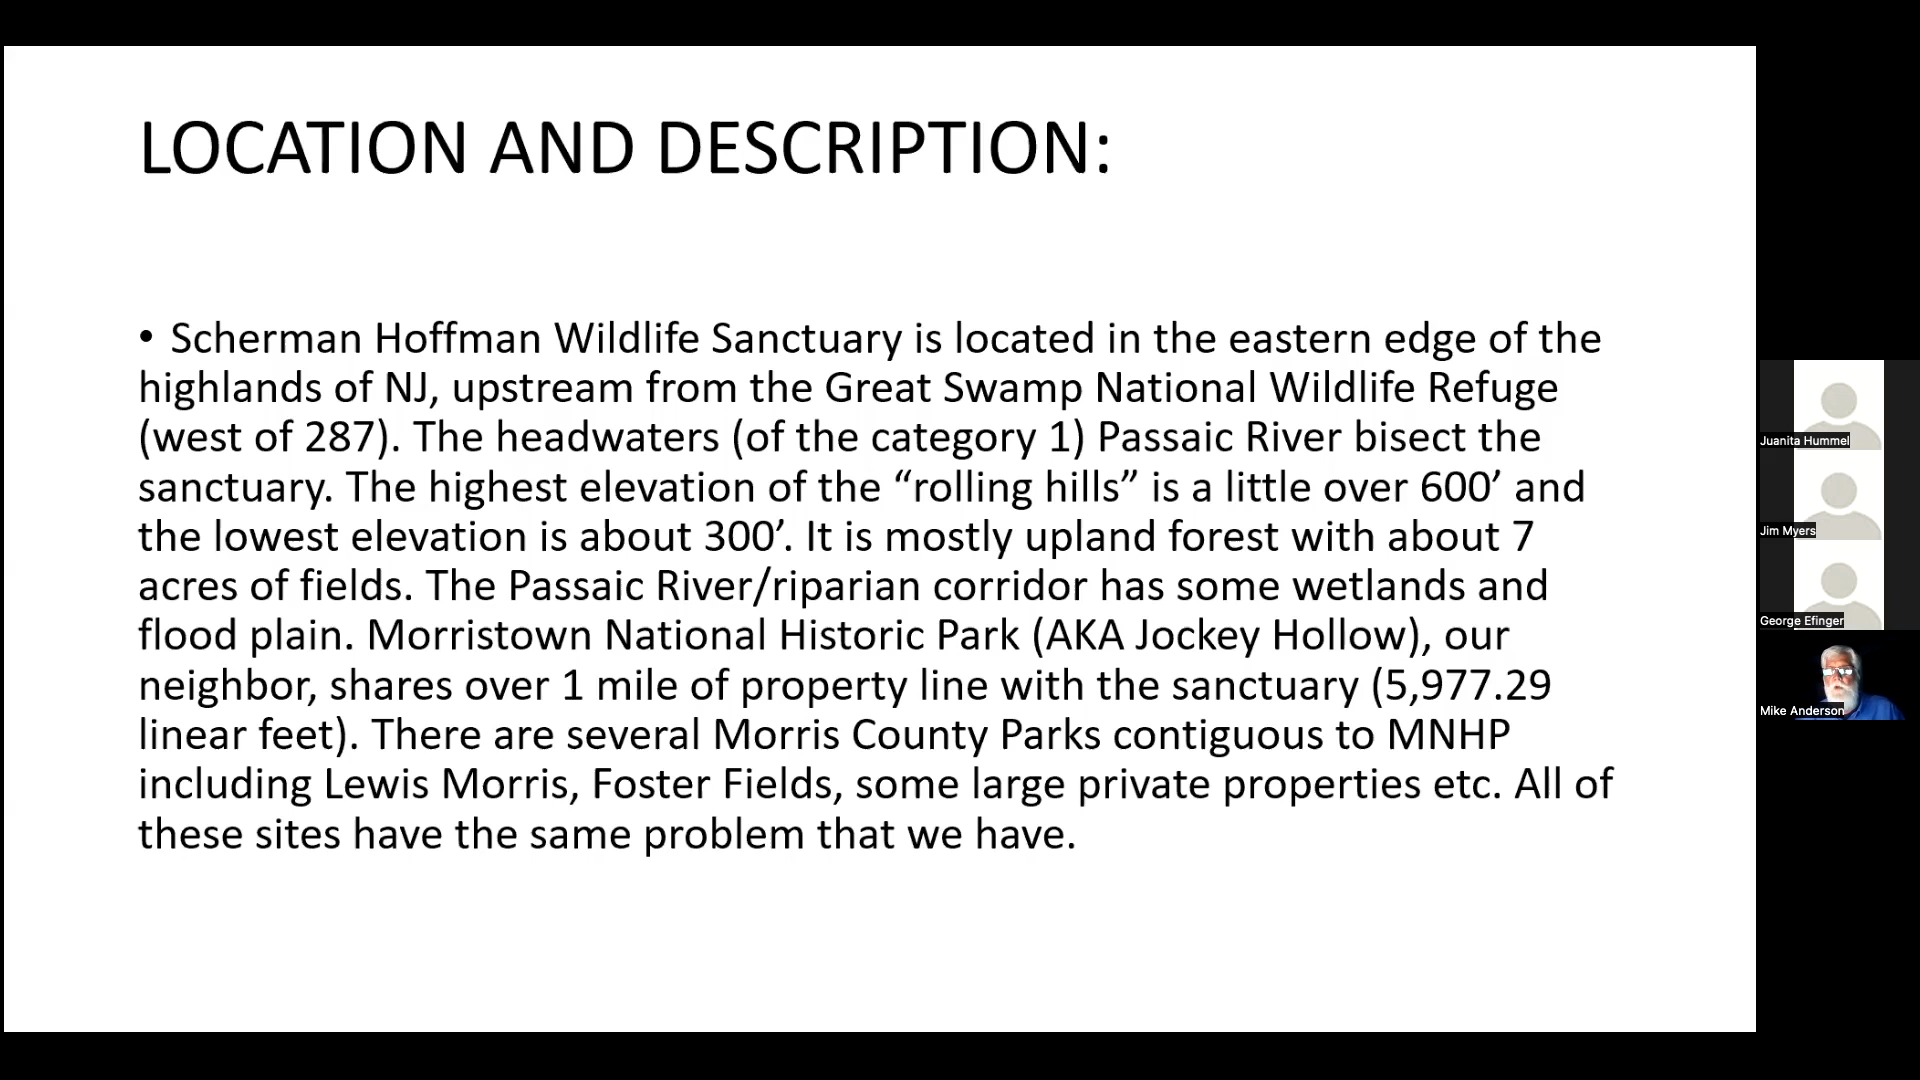 LOCATION AND DESCRIPTION:
• Scherman Hoffman Wildlife Sanctuary is located in the eastern edge of the
highlands of NJ, upstream from the Great Swamp National Wildlife Refuge
(west of 287). The headwaters (of the category 1) Passaic River bisect the
sanctuary. The highest elevation of the “rolling hills” is a little over 600’ and
the lowest elevation is about 300’. It is mostly upland forest with about 7
acres of fields. The Passaic River/riparian corridor has some wetlands and
flood plain. Morristown National Historic Park (AKA Jockey Hollow), our
neighbor, shares over 1 mile of property line with the sanctuary (5,977.29
linear feet). There are several Morris County Parks contiguous to MNHP
including Lewis Morris, Foster Fields, some large private properties etc. All of
these sites have the same problem that we have.
Juanita Hummel
Jim Myers
George Efinger
Mike Anderson